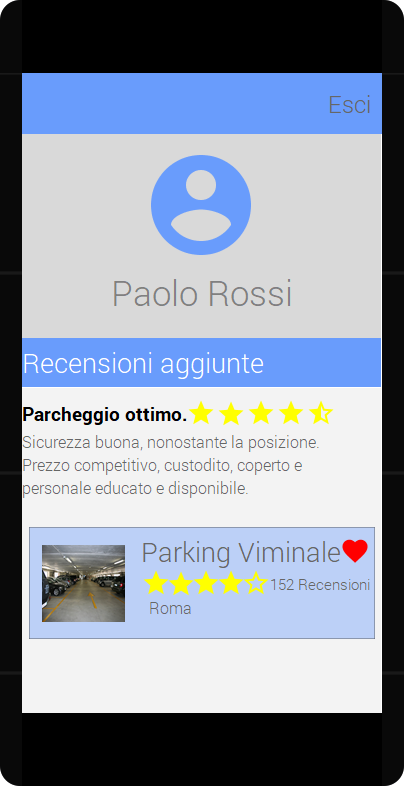 Esci
Paolo Rossi
Recensioni aggiunte
Parcheggio ottimo.
Sicurezza buona, nonostante la posizione.
Prezzo competitivo, custodito, coperto e
personale educato e disponibile.
Parking Viminale
152 Recensioni
Roma